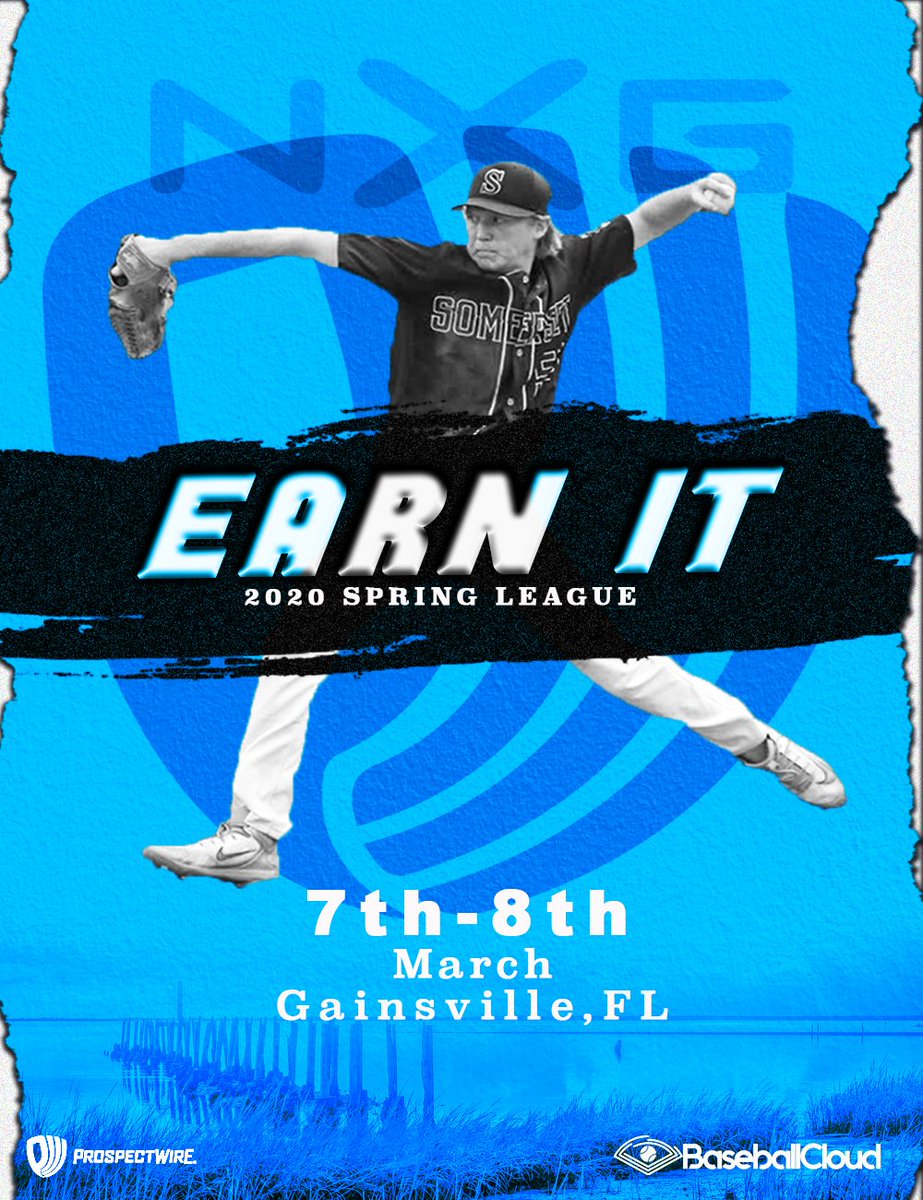 NXG
S
SOMERSET
EARN IT
2020 SPRING LEAGUE
7th-8th
March
Gainsville,FL
PROSPECTWIRE.
BaseballCloud